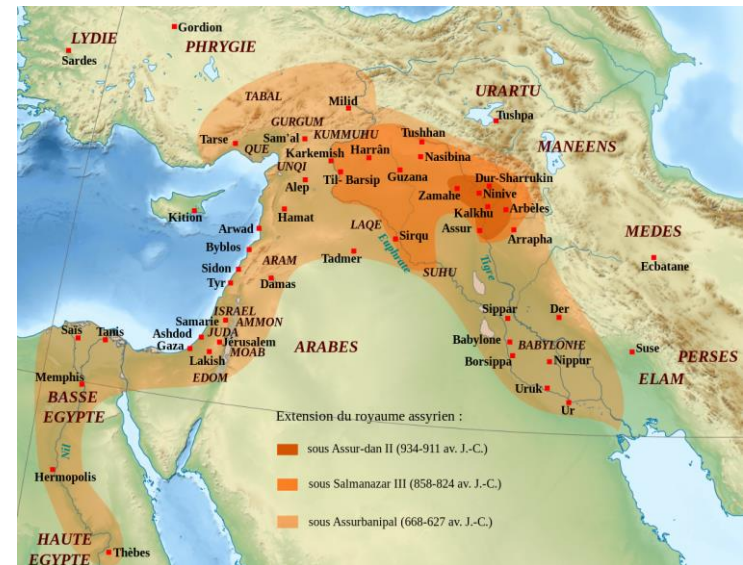 Gordion
LYDIE
PHRYGIE
Sardes
TABAL
Milid
URARTU
Tushpa
GURGUM
KUMMUHU
Tarse
QUE
Sam'al
Karkemish
Harrân
Tushhan
Nasibina
MANEENS
UNQI
Alep
Til- Barsip
Guzana
Dur-Sharrukin
Zamahe
Ninive
Kalkhu
Arbèles
Kition
Hamat
Arwad
LAQE
Sirqu
Assur
Arrapha
MEDES
Byblos
Euphrate
Ecbatane
Sidon
ARAM
Tadmer
SUHU
Tigre
Tyr
Damas
ISRAEL
Samarie
AMMON
Sippar
Der
Saïs
Tanis
Ashdod
JUDA
Jérusalem
Gaza
Lakish
MOAB
ARABES
Babylone
BABYLONIE
Borsippa
Nippur
Suse
PERSES
ELAM
EDOM
Memphis
BASSE
EGYPTE
Uruk
Ur
Extension du royaume assyrien :
sous Assur-dan II (934-911 av. J.-C.)
Nil
Hermopolis
sous Salmanazar III (858-824 av. J.-C.)
sous Assurbanipal (668-627 av. J.-C.)
HAUTE
EGYPTE
Thèbes